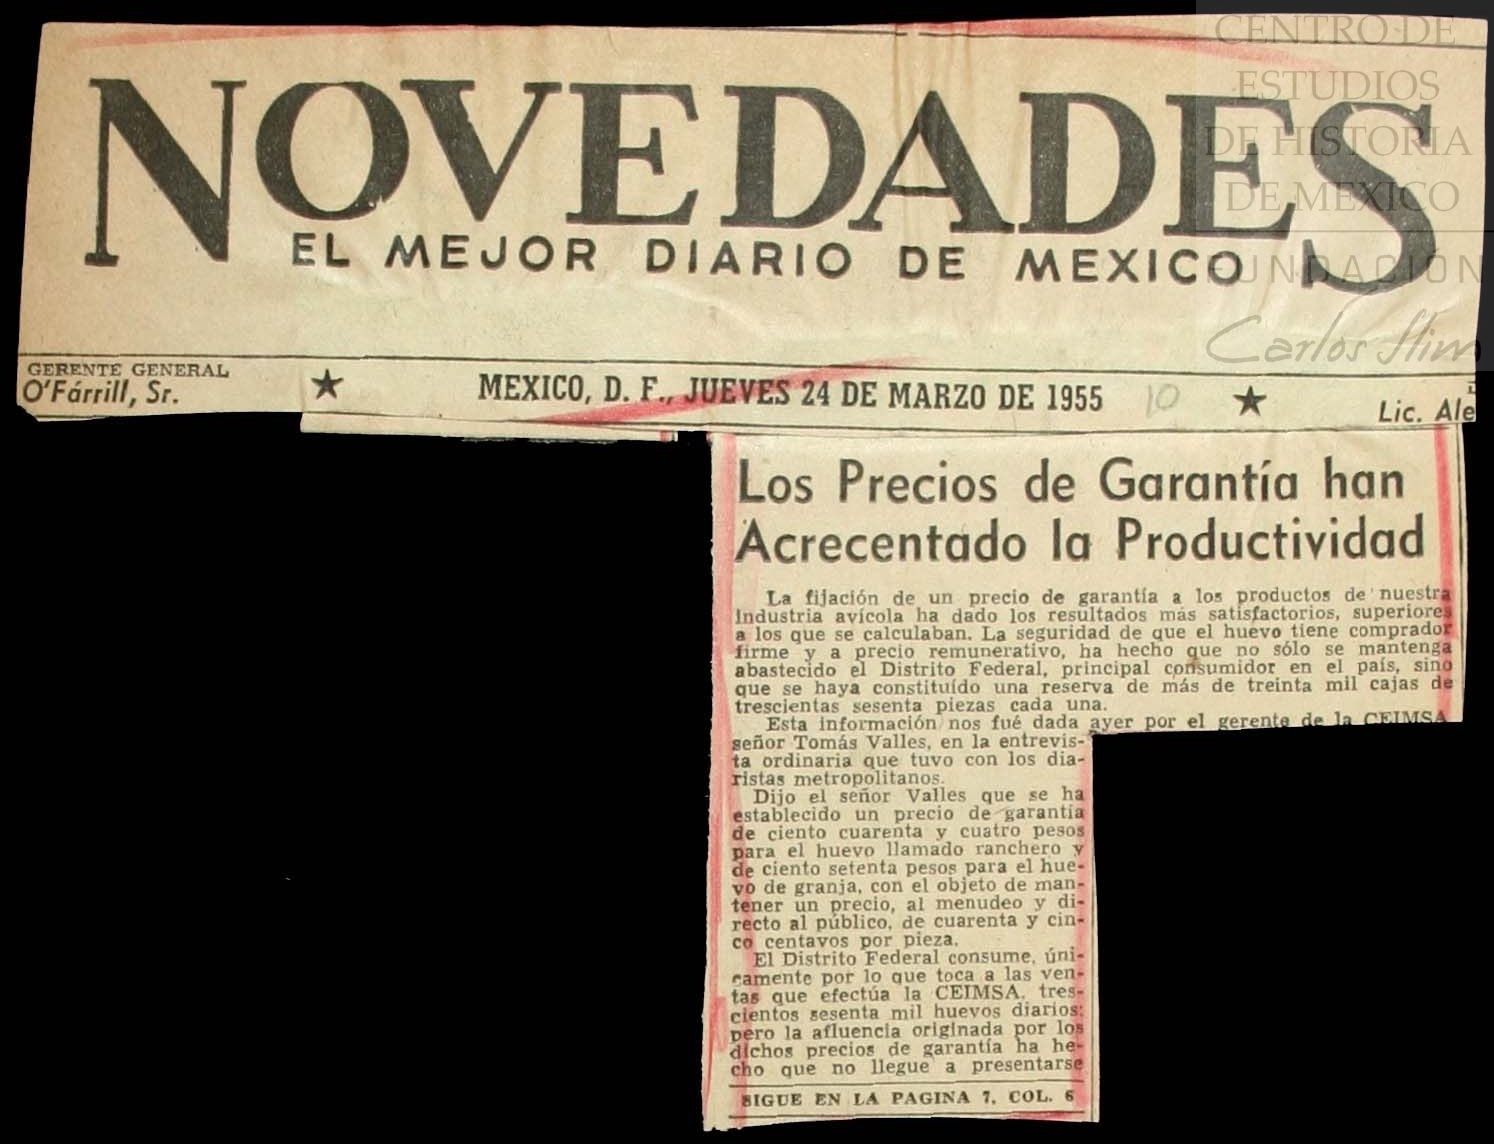 CENTRO DE
ESTUDIOS
DE HISTORIA
DE MEXICO
FUNDACION
Carlos Slim
NOVEDADES
EL MEJOR DIARIO DE MEXICO
GERENTE GENERAL
O'Fárrill, Sr.
★ MEXICO, D. F., JUEVES 24 DE MARZO DE 1955 10 ★
Lic. Ale
Los Precios de Garantía han
Acrecentado la Productividad
La fijación de un precio de garantía a los productos de nuestra
industria avícola ha dado los resultados más satisfactorios, superiores
a los que se calculaban. La seguridad de que el huevo tiene comprador
firme y a precio remunerativo, ha hecho que no sólo se mantenga
abastecido el Distrito Federal, principal consumidor en el país, sino
que se haya constituído una reserva de más de treinta mil cajas de
trescientas sesenta piezas cada una.
Esta información nos fué dada ayer por el gerente de la CEIMSA
señor Tomás Valles, en la entrevis-
ta ordinaria que tuvo con los dia-
ristas metropolitanos.
Dijo el señor Valles que se ha
establecido un precio de garantía
de ciento cuarenta y cuatro pesos
para el huevo llamado ranchero y
de ciento setenta pesos para el hue-
vo de granja, con el objeto de man-
tener un precio, al menudeo y di-
recto al público, de cuarenta y cin-
co centavos por pieza.
El Distrito Federal consume, úni-
camente por lo que toca a las ven-
tas que efectúa la CEIMSA, tres-
cientos sesenta mil huevos diarios;
pero la afluencia originada por los
dichos precios de garantía ha he-
cho que no llegue a presentarse
SIGUE EN LA PAGINA 7, COL. 6